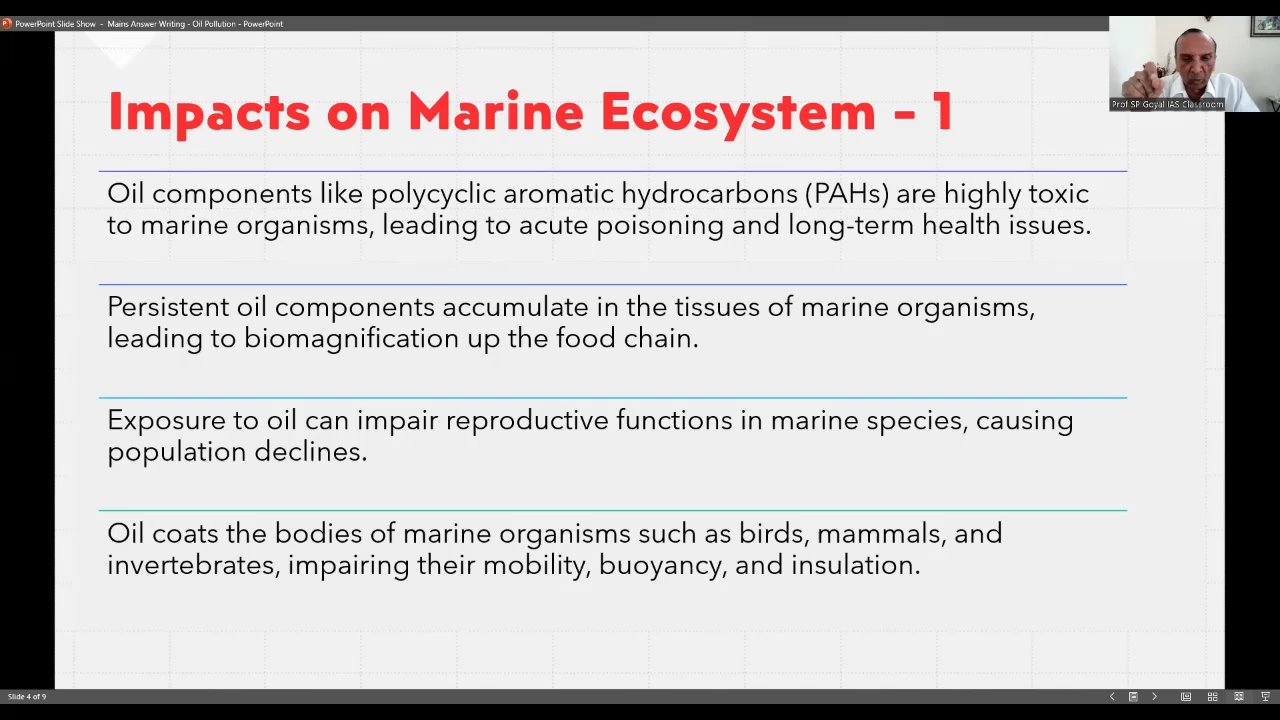 PowerPoint Slide Show - Mains Answer Writing - Oil Pollution - PowerPoint
Prof SP Goyal IAS Classroom
Impacts on Marine Ecosystem - 1
Oil components like polycyclic aromatic hydrocarbons (PAHs) are highly toxic
to marine organisms, leading to acute poisoning and long-term health issues.
Persistent oil components accumulate in the tissues of marine organisms,
leading to biomagnification up the food chain.
Exposure to oil can impair reproductive functions in marine species, causing
population declines.
Oil coats the bodies of marine organisms such as birds, mammals, and
invertebrates, impairing their mobility, buoyancy, and insulation.
Slide 4 of 9